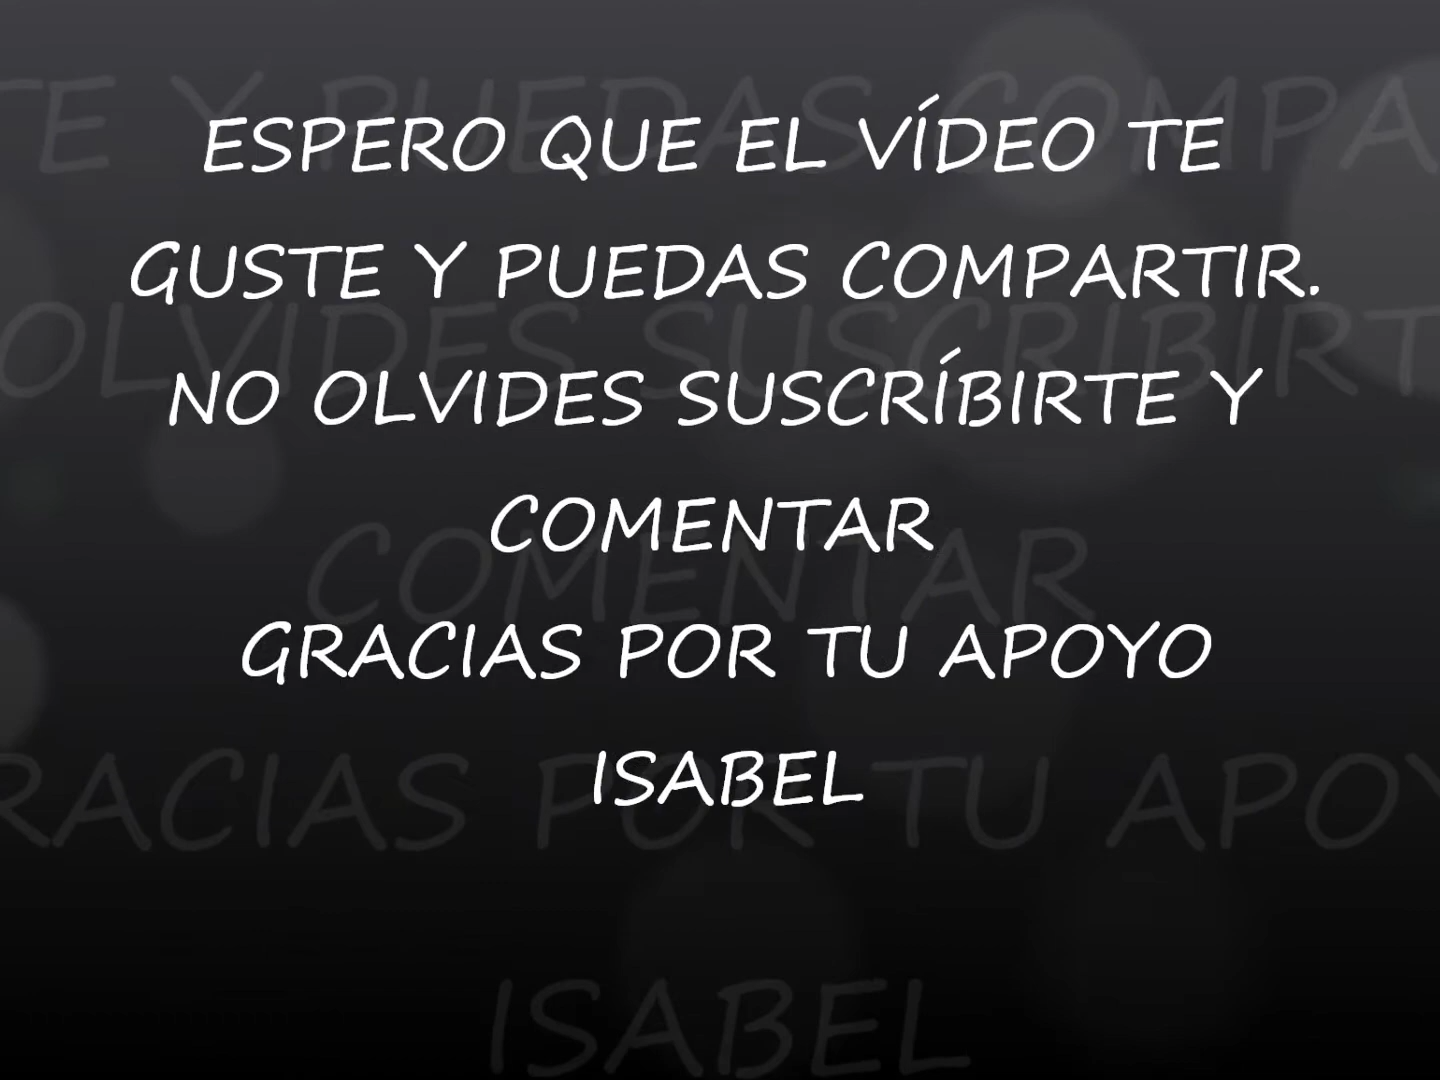 ESPERO QUE EL VÍDEO TE
GUSTE Y PUEDAS COMPARTIR.
NO OLVIDES SUSCRÍBIRTE Y
COMENTAR
GRACIAS POR TU APOYO
ISABEL